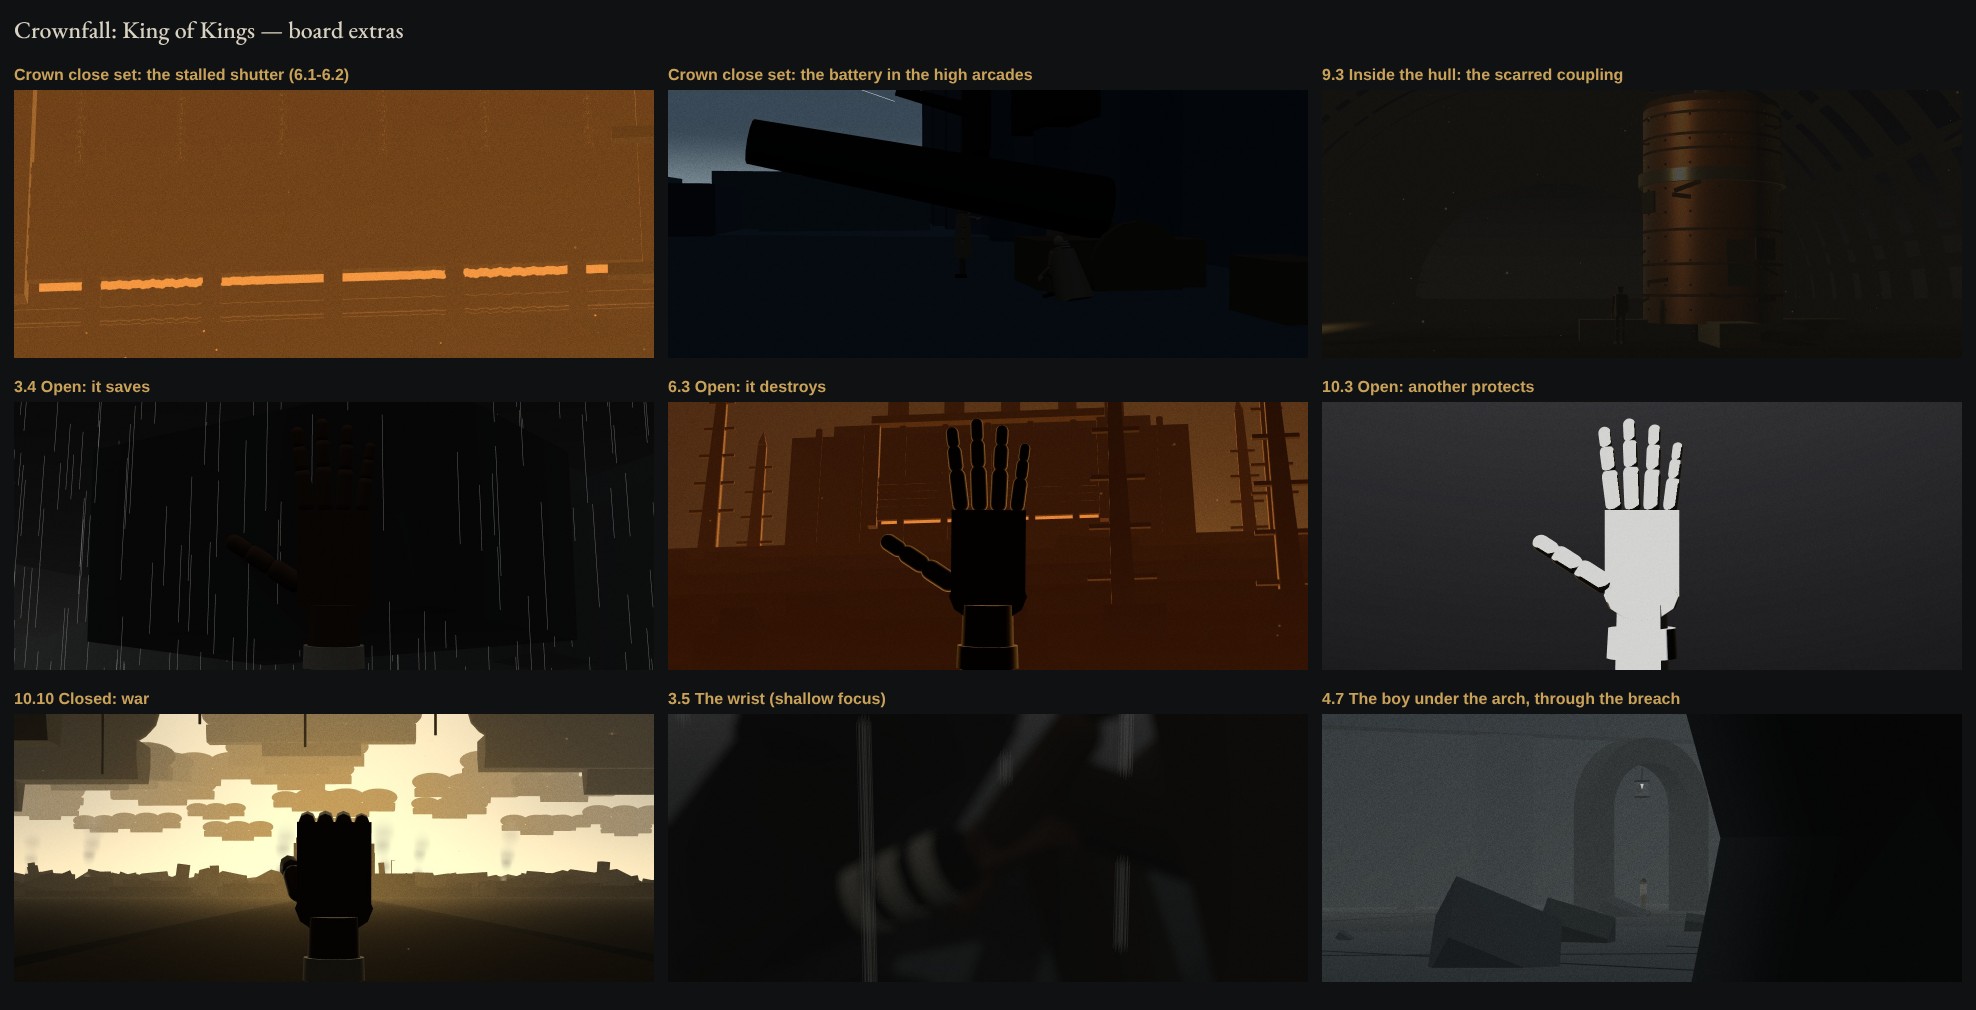 Crownfall: King of Kings — board extras
Crown close set: the stalled shutter (6.1-6.2)
Crown close set: the battery in the high arcades
9.3 Inside the hull: the scarred coupling
3.4 Open: it saves
6.3 Open: it destroys
10.3 Open: another protects
10.10 Closed: war
3.5 The wrist (shallow focus)
4.7 The boy under the arch, through the breach